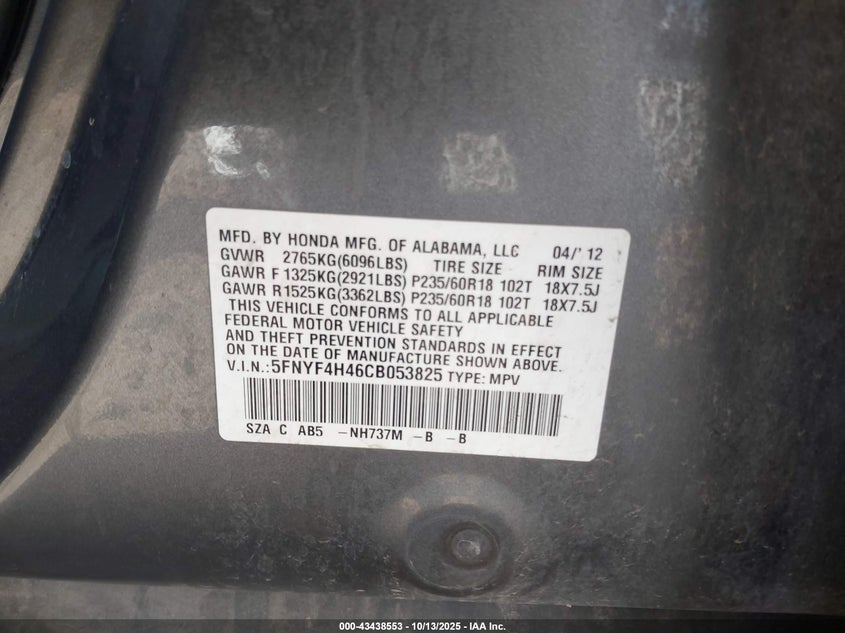 MFD. BY HONDA MFG. OF ALABAMA, LLC 04/'12
GVWR 2765KG(6096LBS) TIRE SIZE RIM SIZE
GAWR F1325KG(2921LBS) P235/60R18 102T 18X7.5J
GAWR R1525KG(3362LBS) P235/60R18 102T 18X7.5J
THIS VEHICLE CONFORMS TO ALL APPLICABLE
FEDERAL MOTOR VEHICLE SAFETY
AND THEFT PREVENTION STANDARDS IN EFFECT
ON THE DATE OF MANUFACTURE SHOWN ABOVE.
V.I.N.:5FNYF4H46CB053825 TYPE: MPV
SZA C AB5 -NH737M -B -B
000-43438553 | 10/13/2025 - IAA Inc.